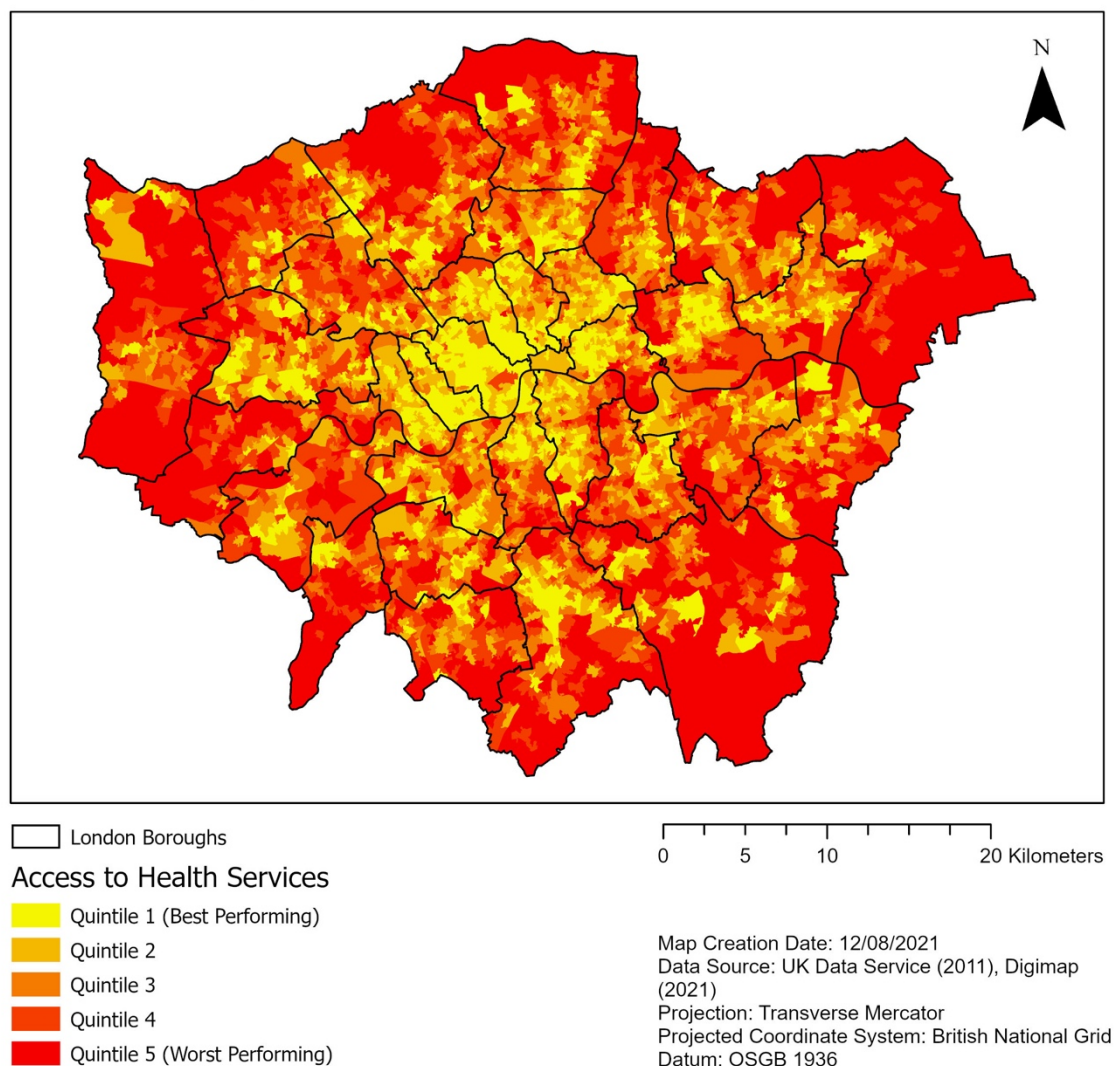 N
London Boroughs
Access to Health Services
Quintile 1 (Best Performing)
Quintile 2
Quintile 3
Quintile 4
Quintile 5 (Worst Performing)
0 5 10 20 Kilometers
Map Creation Date: 12/08/2021
Data Source: UK Data Service (2011), Digimap
(2021)
Projection: Transverse Mercator
Projected Coordinate System: British National Grid
Datum: OSGB 1936